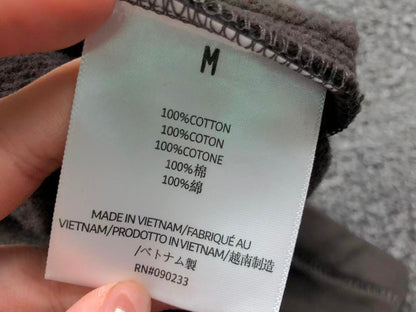 M
100%COTTON
100%COTON
100%COTONE
100%棉
100%綿
MADE IN VIETNAM/FABRIQUÉ AU
VIETNAM/PRODOTTO IN VIETNAM/越南制造
/ベトナム製
RN#090233